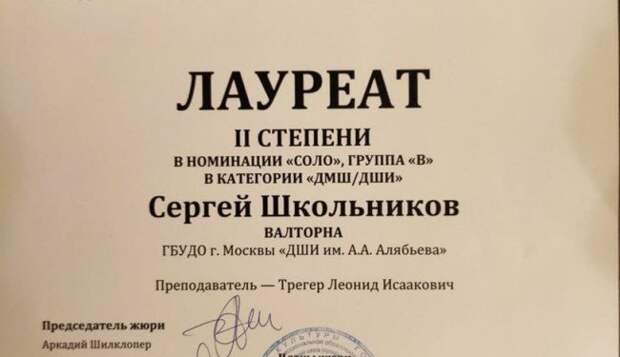 ЛАУРЕАТ
II СТЕПЕНИ
В НОМИНАЦИИ «СОЛО», ГРУППА «В»
В КАТЕГОРИИ «ДМШ/ДШИ»
Сергей Школьников
ВАЛТОРНА
ГБУДО г. Москвы «ДШИ им. А.А. Алябьева»
Преподаватель — Трегер Леонид Исаакович
Председатель жюри
Аркадий Шилклопер